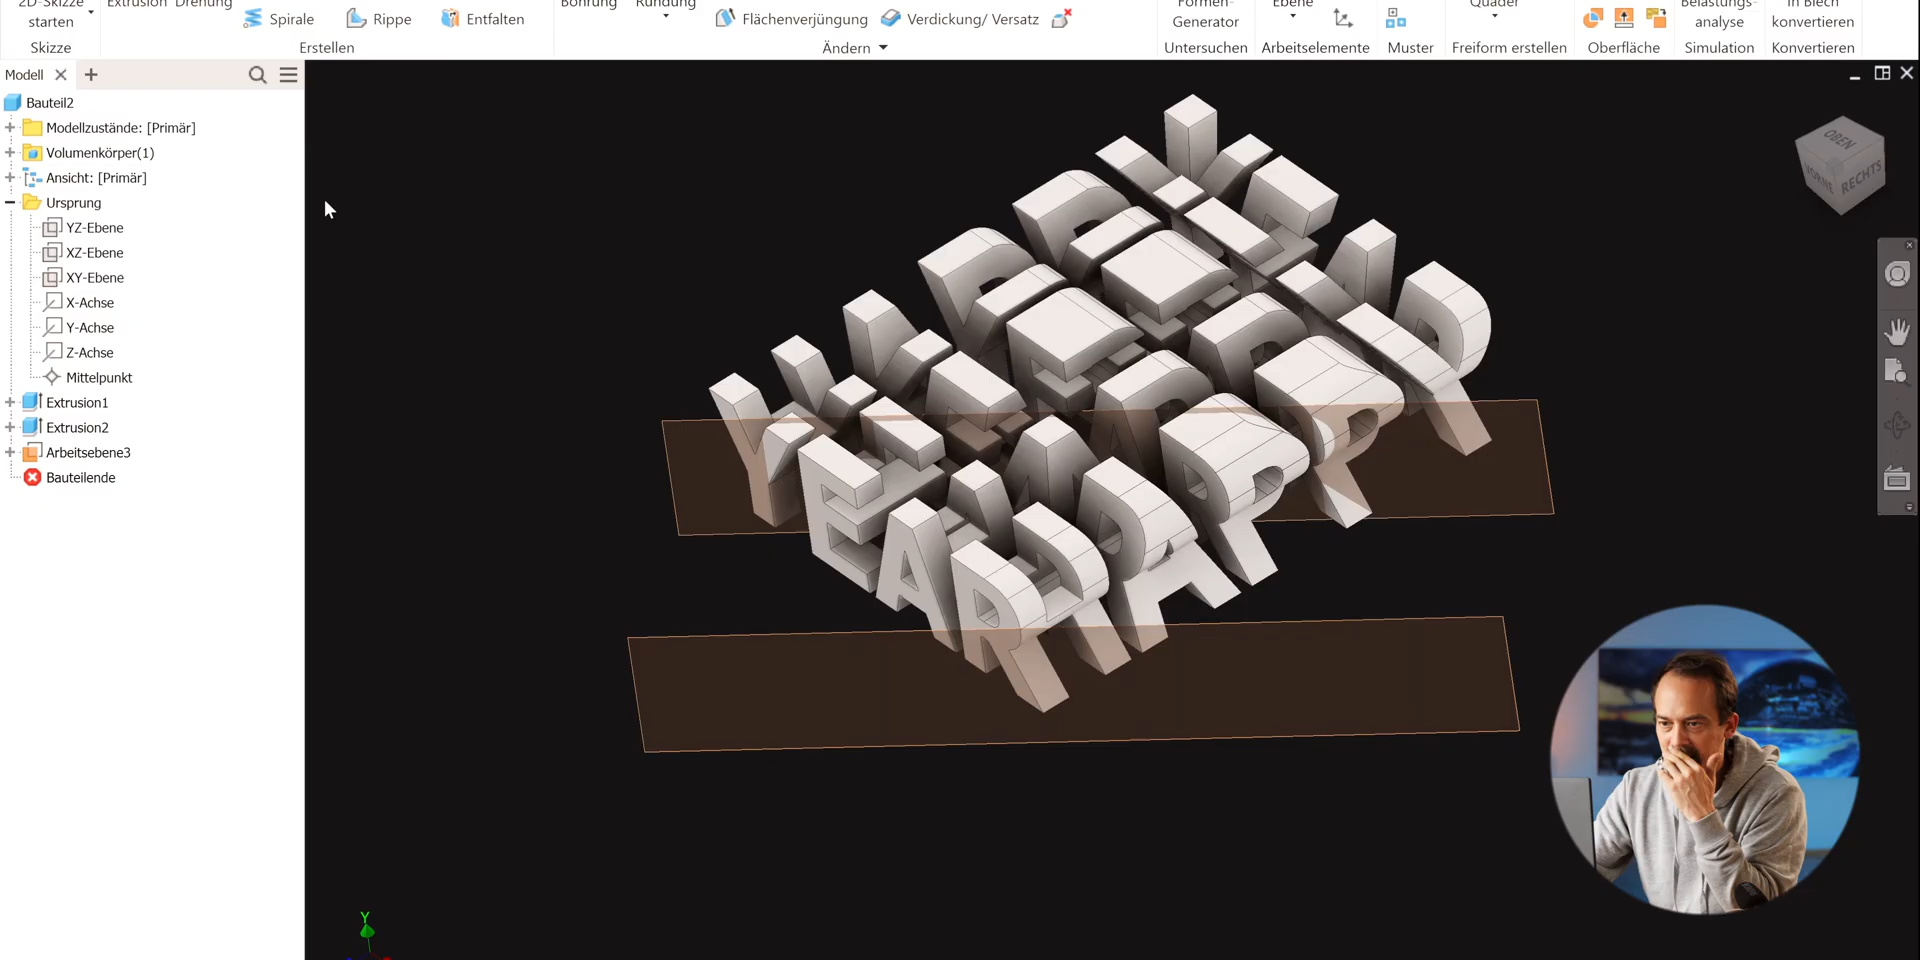 2D-Skizze
starten
Skizze
Extrusion Drehung
Spirale
Rippe
Entfalten
Erstellen
Bohrung
Rundung
Flächenverjüngung
Verdickung/ Versatz
Ändern
Formen-
Generator
Untersuchen
Ebene
Arbeitselemente
Muster
Quader
Freiform erstellen
Oberfläche
Belastungs-
analyse
Simulation
In Blech
konvertieren
Konvertieren
Modell
Bauteil2
Modellzustände: [Primär]
Volumenkörper(1)
Ansicht: [Primär]
Ursprung
YZ-Ebene
XZ-Ebene
XY-Ebene
X-Achse
Y-Achse
Z-Achse
Mittelpunkt
Extrusion1
Extrusion2
Arbeitsebene3
Bauteilende
OBEN
VORNE
RECHTS
YEAR
Y